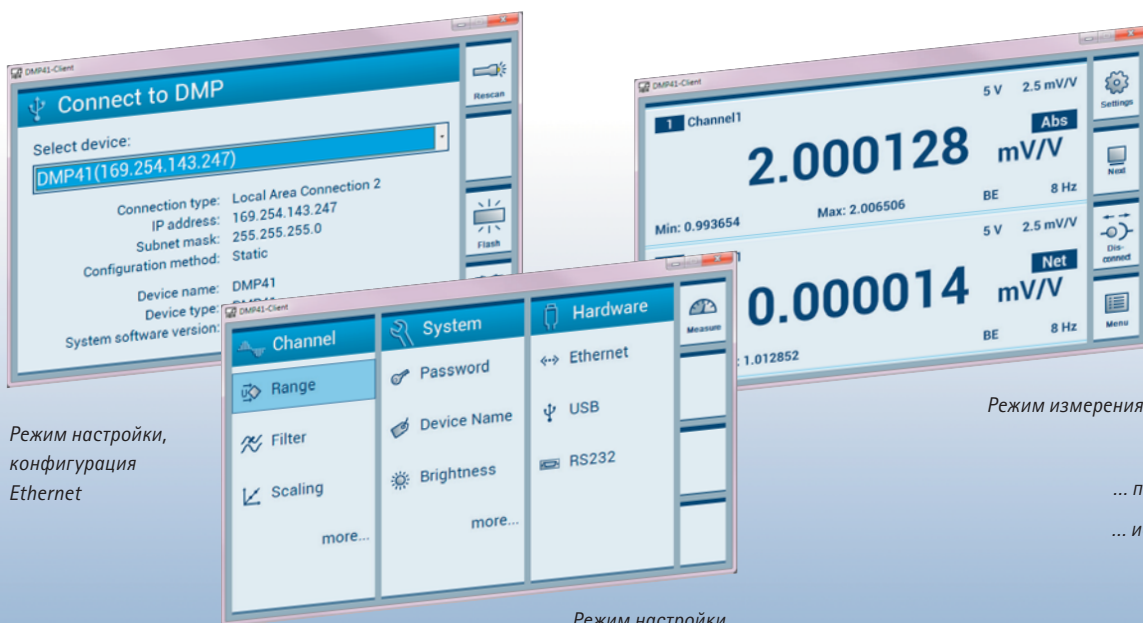 DMP41-Client
Connect to DMP
Rescan
Select device:
DMP41(169.254.143.247)
Connection type: Local Area Connection 2
IP address: 169.254.143.247
Subnet mask: 255.255.255.0
Configuration method: Static
Flash
Device name: DMP41
Device type:
System software version:
Режим настройки,
конфигурация
Ethernet
DMP41-Client
Channel
System
Hardware
Measure
Range
Password
Ethernet
Filter
Device Name
USB
Scaling
Brightness
RS232
more...
more...
Режим настройки
DMP41-Client
5 V 2.5 mV/V
Settings
1 Channel1
Abs
2.000128 mV/V
Next
Min: 0.993654 Max: 2.006506 BE 8 Hz
5 V 2.5 mV/V
Dis-
connect
Net
0.000014 mV/V
: 1.012852 BE 8 Hz
Menu
Режим измерения
... п
... и